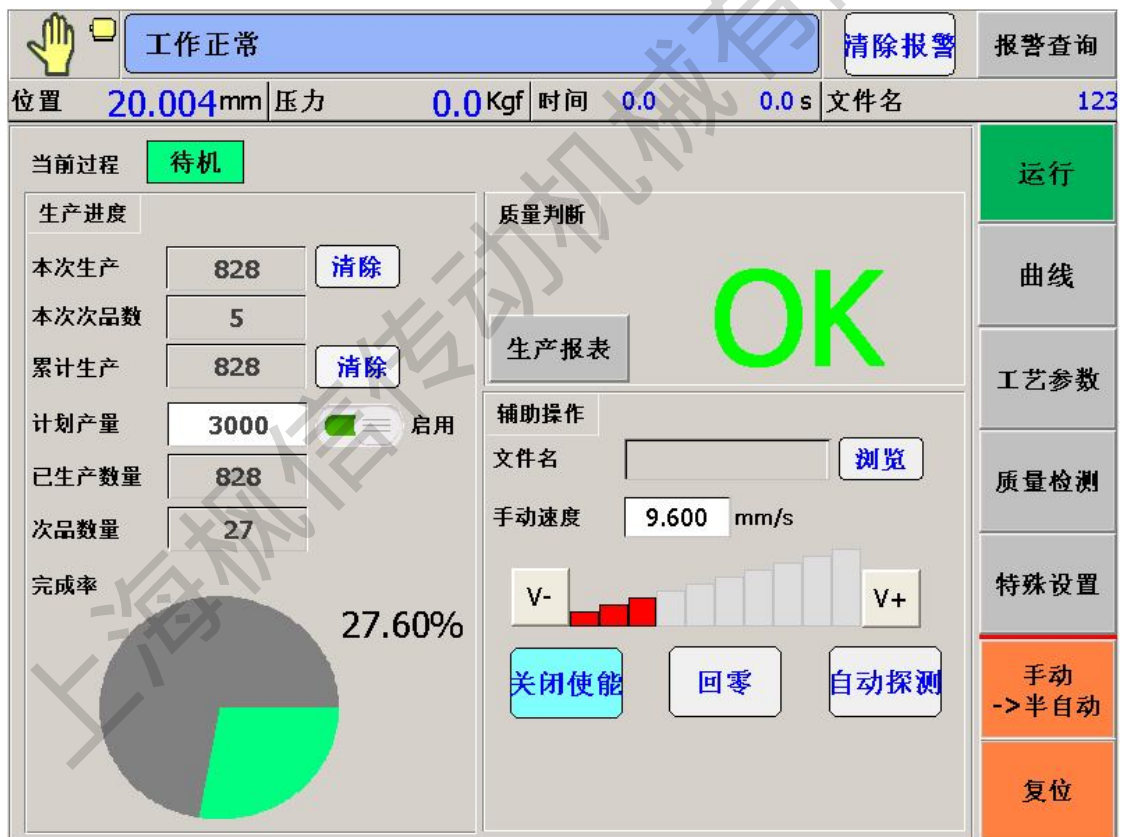 工作正常
清除报警
报警查询
位置 20.004mm 压力 0.0Kgf 时间 0.0 0.0 s 文件名 123
当前过程 待机
运行
生产进度
本次生产 828 清除
本次次品数 5
累计生产 828 清除
计划产量 3000 启用
已生产数量 828
次品数量 27
完成率
27.60%
质量判断
OK
生产报表
辅助操作
文件名 浏览
手动速度 9.600 mm/s
V- V+
关闭使能 回零 自动探测
曲线
工艺参数
质量检测
特殊设置
手动
->半自动
复位
上海枫信传动机械有